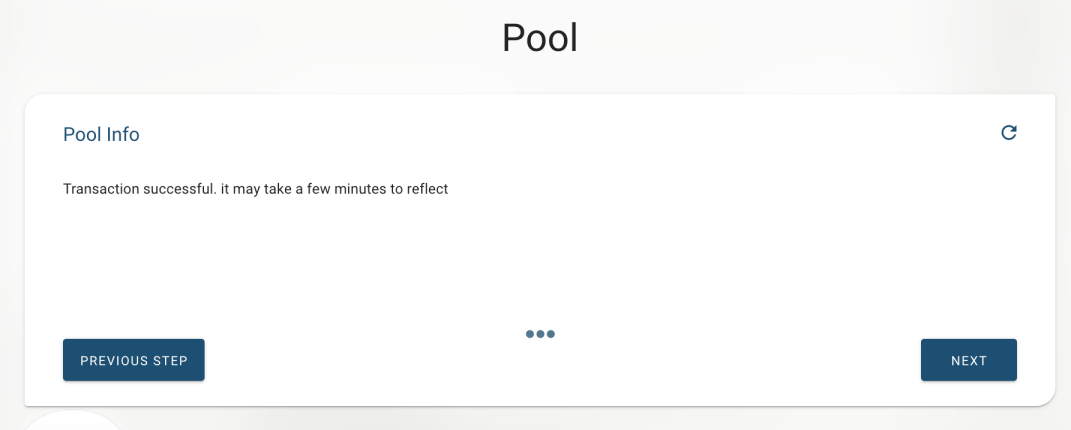 Pool
Pool Info
Transaction successful. it may take a few minutes to reflect
PREVIOUS STEP
NEXT